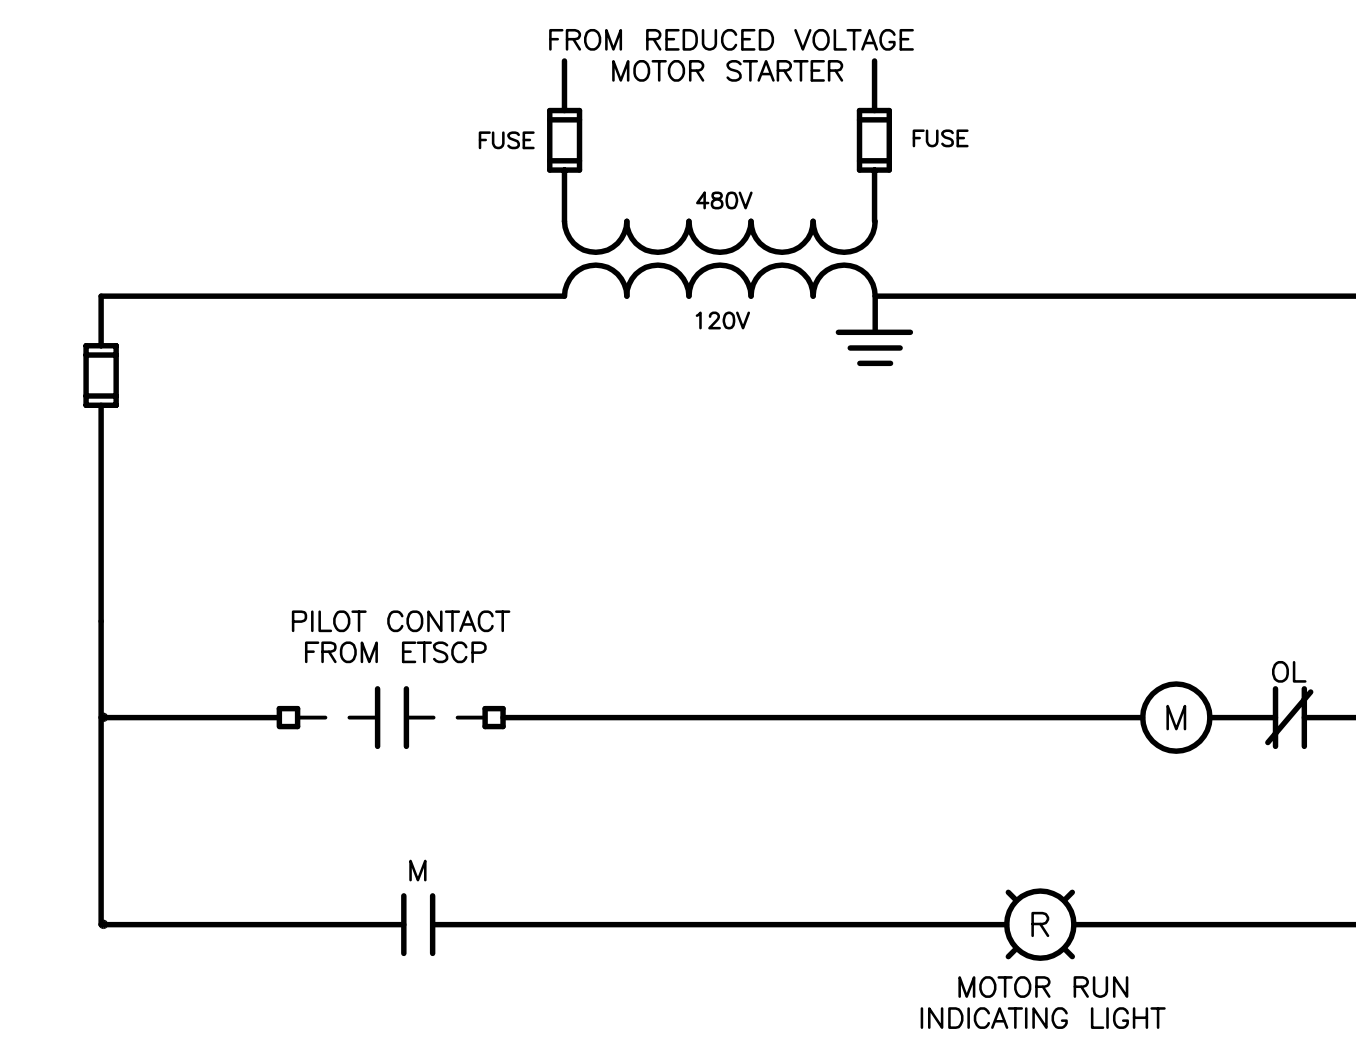 FROM REDUCED VOLTAGE
MOTOR STARTER
FUSE
FUSE
480V
120V
PILOT CONTACT
FROM ETSCP
OL
M
M
R
MOTOR RUN
INDICATING LIGHT